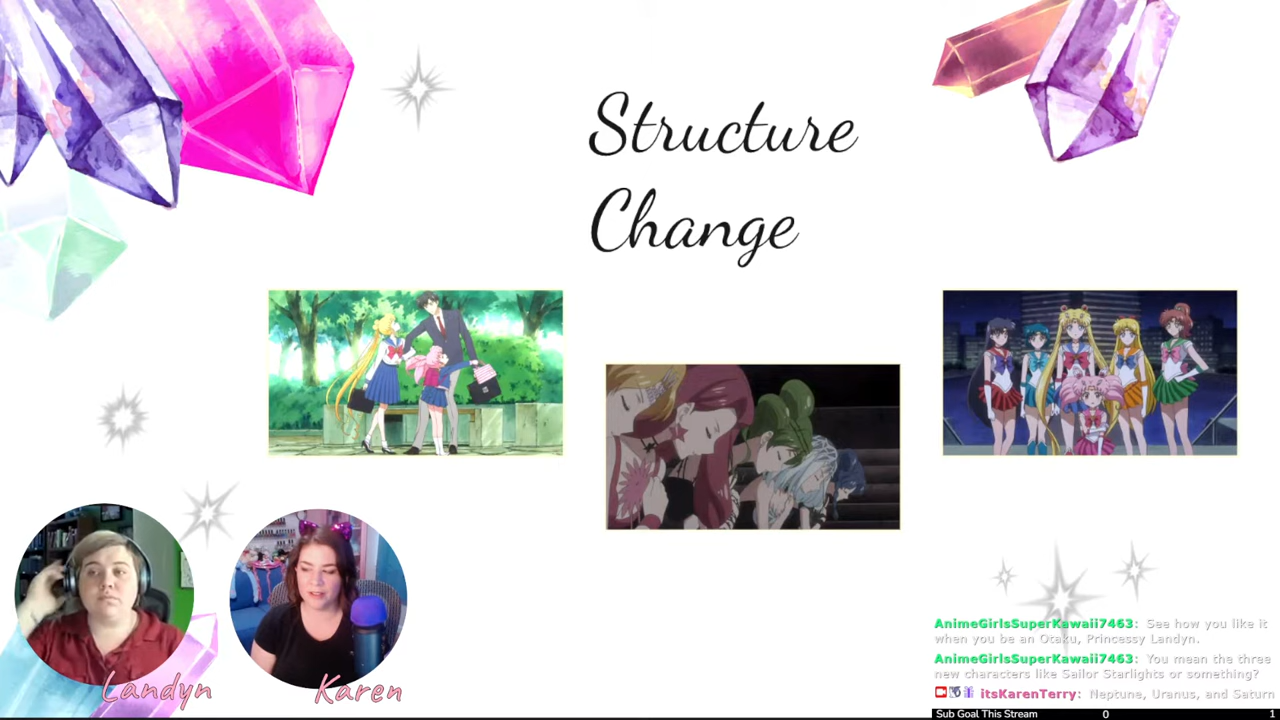 Structure
Change
Landyn
Karen
AnimeGirlsSuperKawaii7463: See how you like it
when you be an Otaku, Princessy Landyn.
AnimeGirlsSuperKawaii7463: You mean the three
new characters like Sailor Starlights or something?
itsKarenTerry: Neptune, Uranus, and Saturn
Sub Goal This Stream 0 1